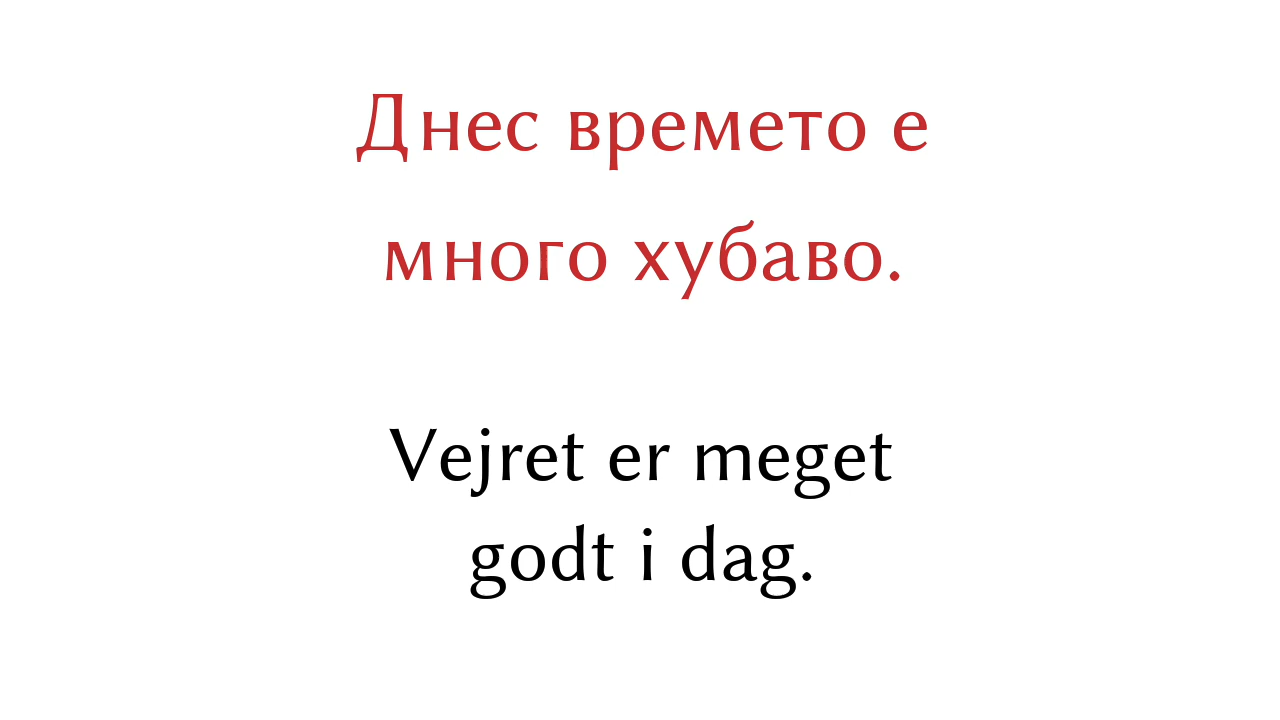 Днес времето е
много хубаво.
Vejret er meget
godt i dag.